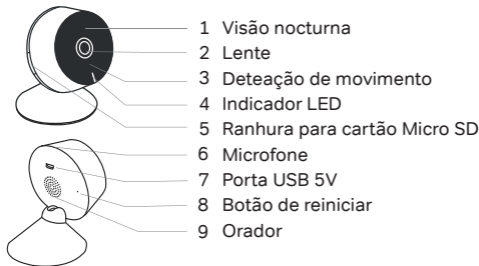 1 Visão nocturna
2 Lente
3 Deteação de movimento
4 Indicador LED
5 Ranhura para cartão Micro SD
6 Microfone
7 Porta USB 5V
8 Botão de reiniciar
9 Orador